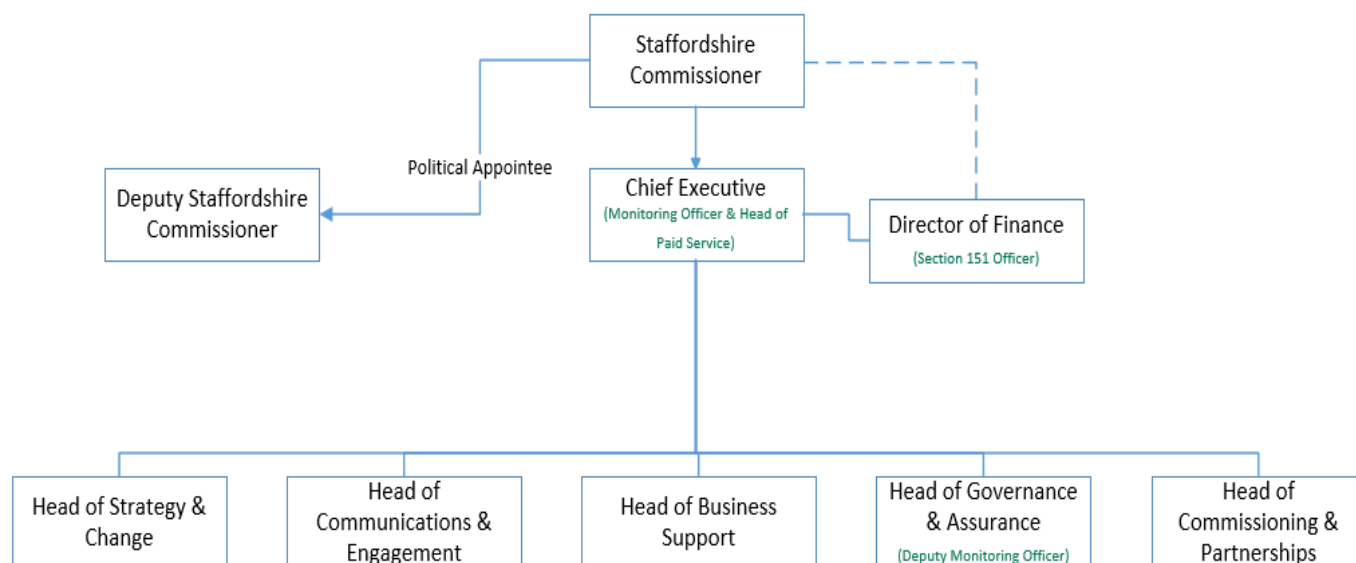 Staffordshire
Commissioner
Political Appointee
Deputy Staffordshire
Commissioner
Chief Executive
(Monitoring Officer & Head of
Paid Service)
Director of Finance
(Section 151 Officer)
Head of Strategy &
Change
Head of
Communications &
Engagement
Head of Business
Support
Head of Governance
& Assurance
(Deputy Monitoring Officer)
Head of
Commissioning &
Partnerships